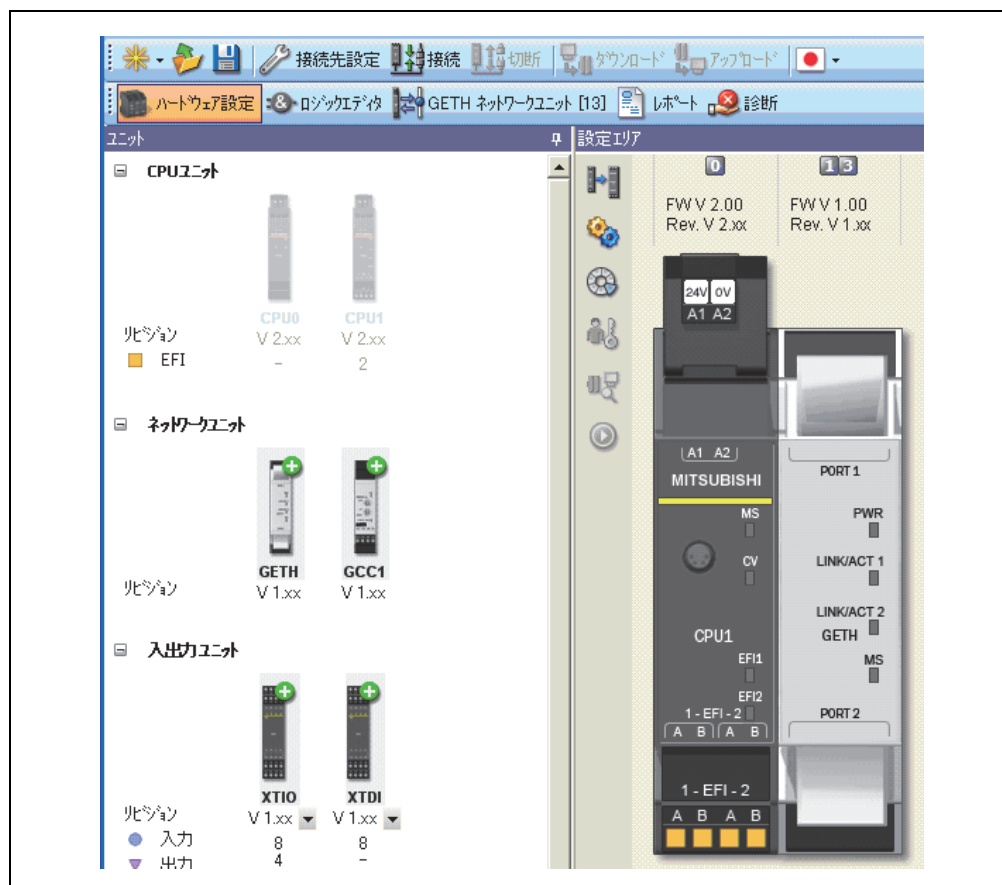 接続先設定 接続 切断 ダウンロード アップロード
ハードウェア設定 ロジックエディタ GETH ネットワークユニット [13] レポート 診断
ユニット
CPUユニット
CPU0 CPU1
リビジョン V 2.xx V 2.xx
EFI - 2
ネットワークユニット
GETH GCC1
リビジョン V 1.xx V 1.xx
入出力ユニット
XTIO XTDI
リビジョン V 1.xx V 1.xx
入力 8 8
出力 4 -
設定エリア
0 13
FW V 2.00 FW V 1.00
Rev. V 2.xx Rev. V 1.xx
24V 0V
A1 A2
A1 A2
MITSUBISHI
MS
CV
CPU1
EFI1
EFI2
1 - EFI - 2
A B A B
1 - EFI - 2
A B A B
PORT 1
PWR
LINK/ACT 1
LINK/ACT 2
GETH
MS
PORT 2